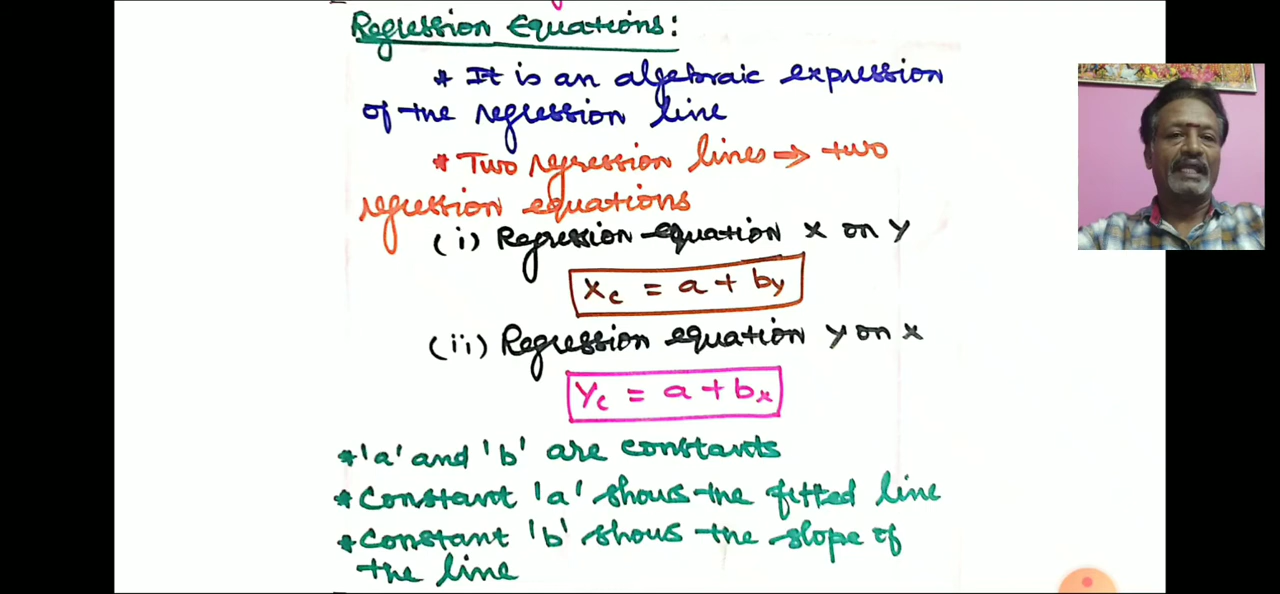 Regression Equations:
* It is an algebraic expression
of the regression line
* Two regression lines → two
regression equations
(i) Regression equation X on Y
Xc = a + by
(ii) Regression equation Y on X
Yc = a + bx
* 'a' and 'b' are constants
* Constant 'a' shows the fitted line
* Constant 'b' shows the slope of
the line